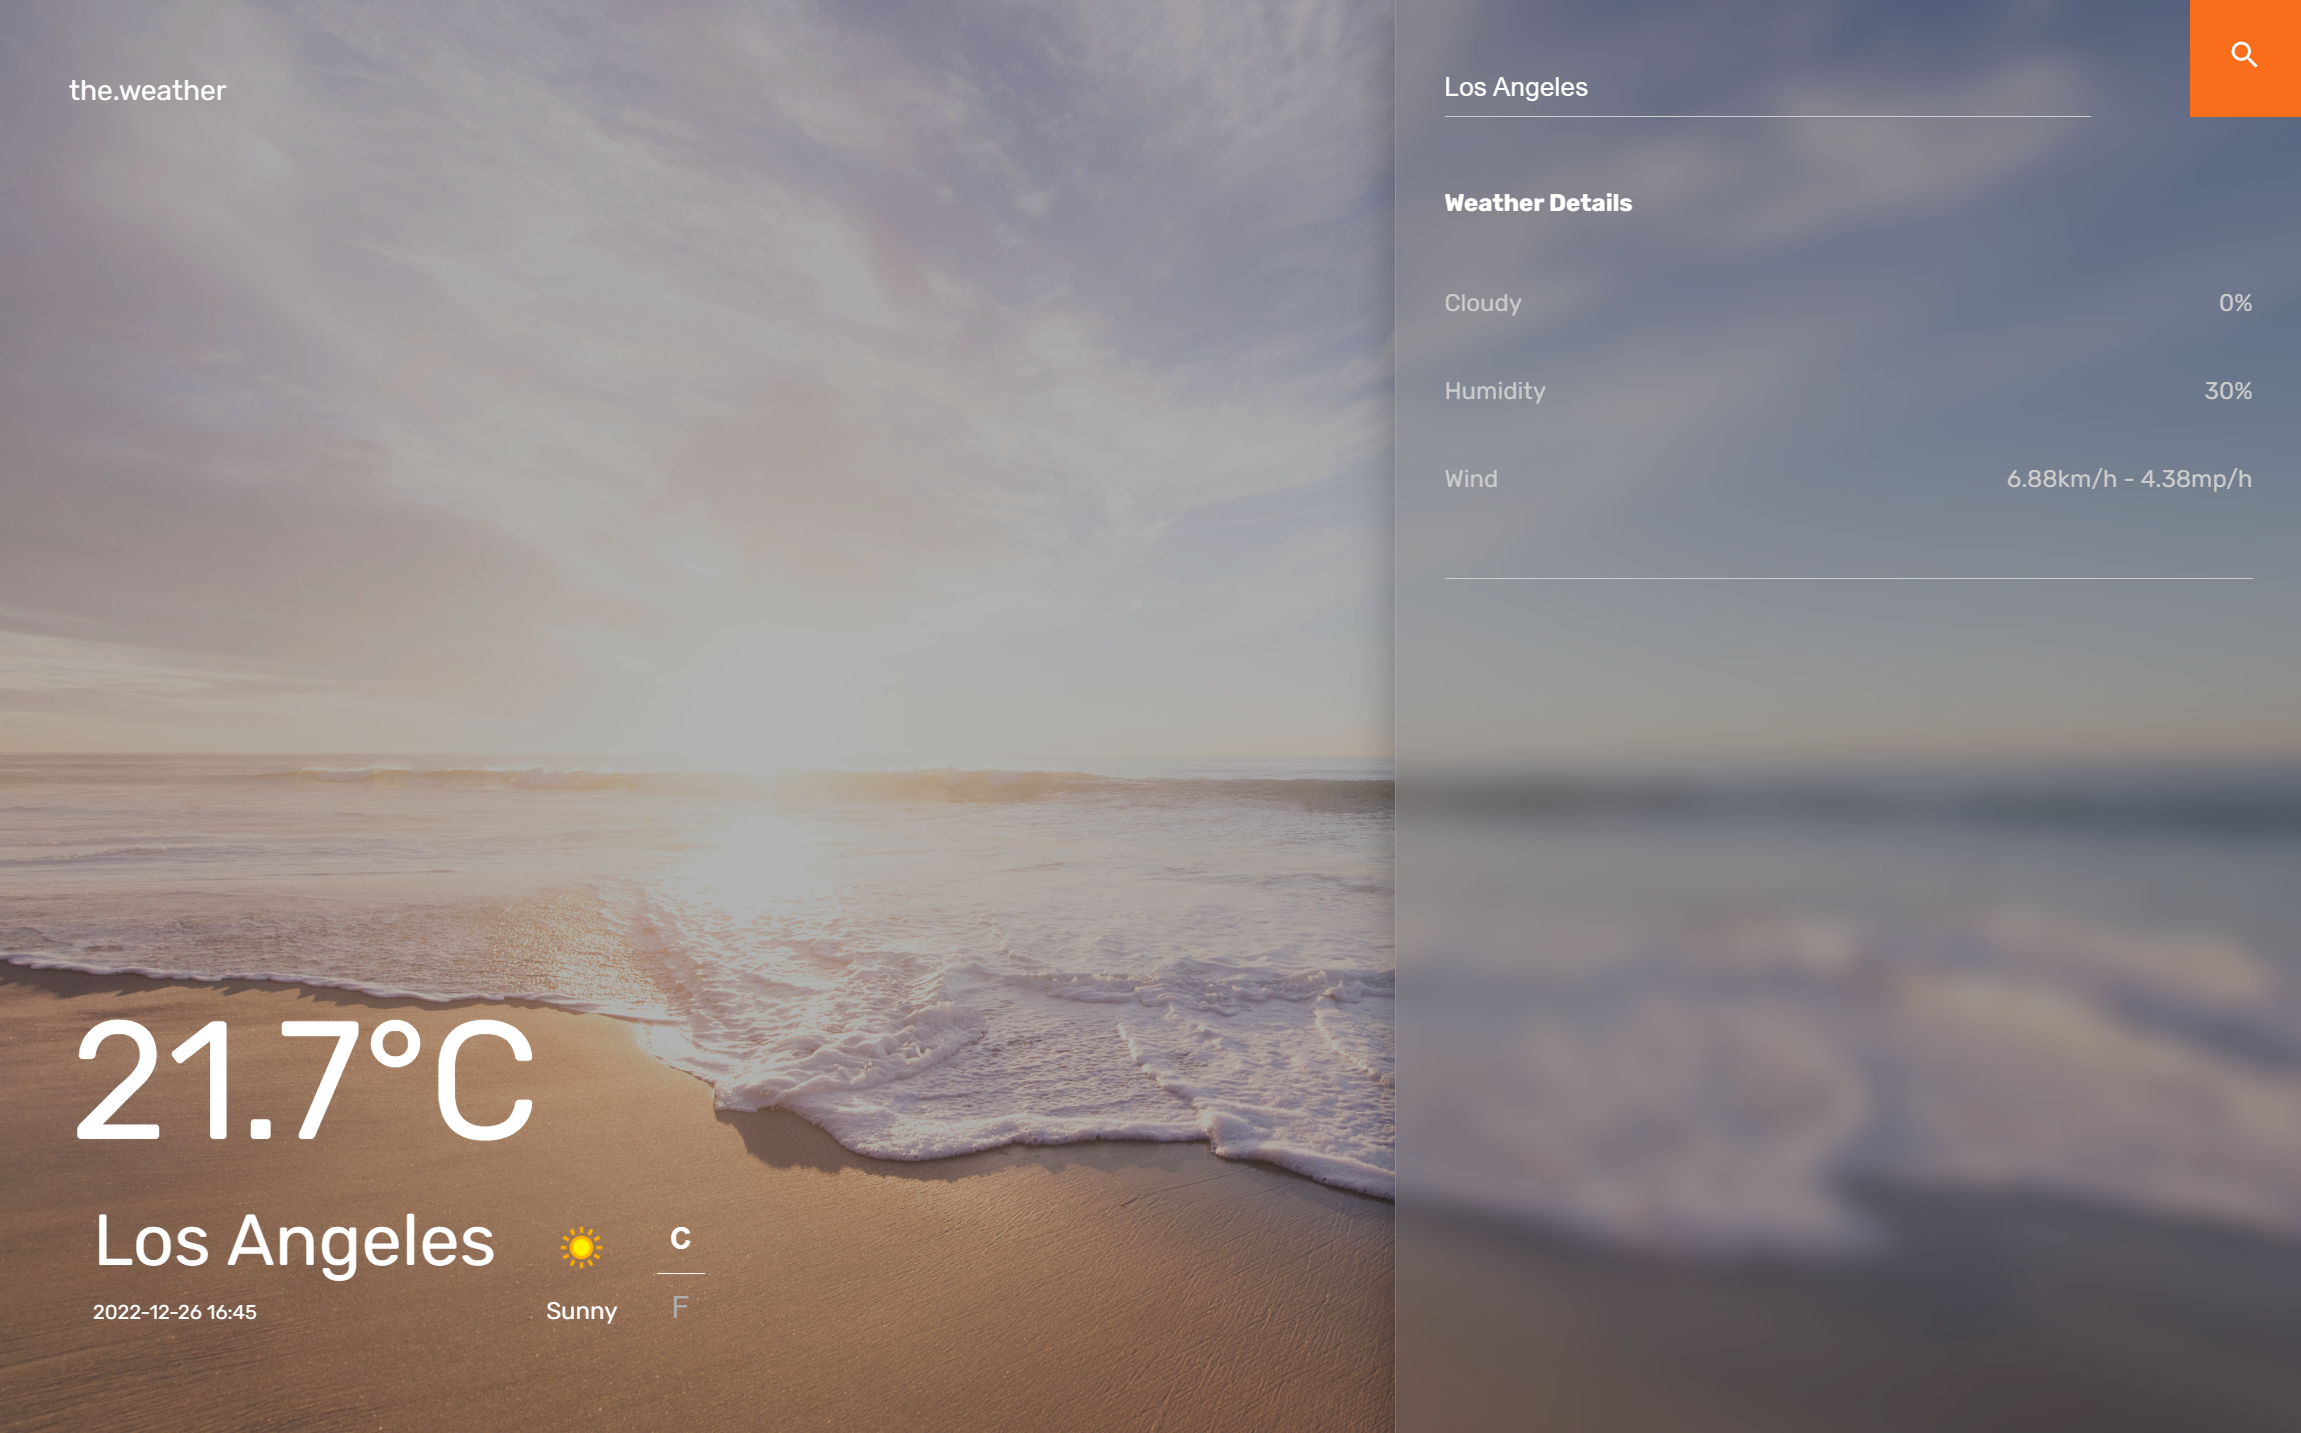 the.weather
Los Angeles
Weather Details
Cloudy 0%
Humidity 30%
Wind 6.88km/h - 4.38mp/h
21.7°C
Los Angeles
2022-12-26 16:45
Sunny
C
F